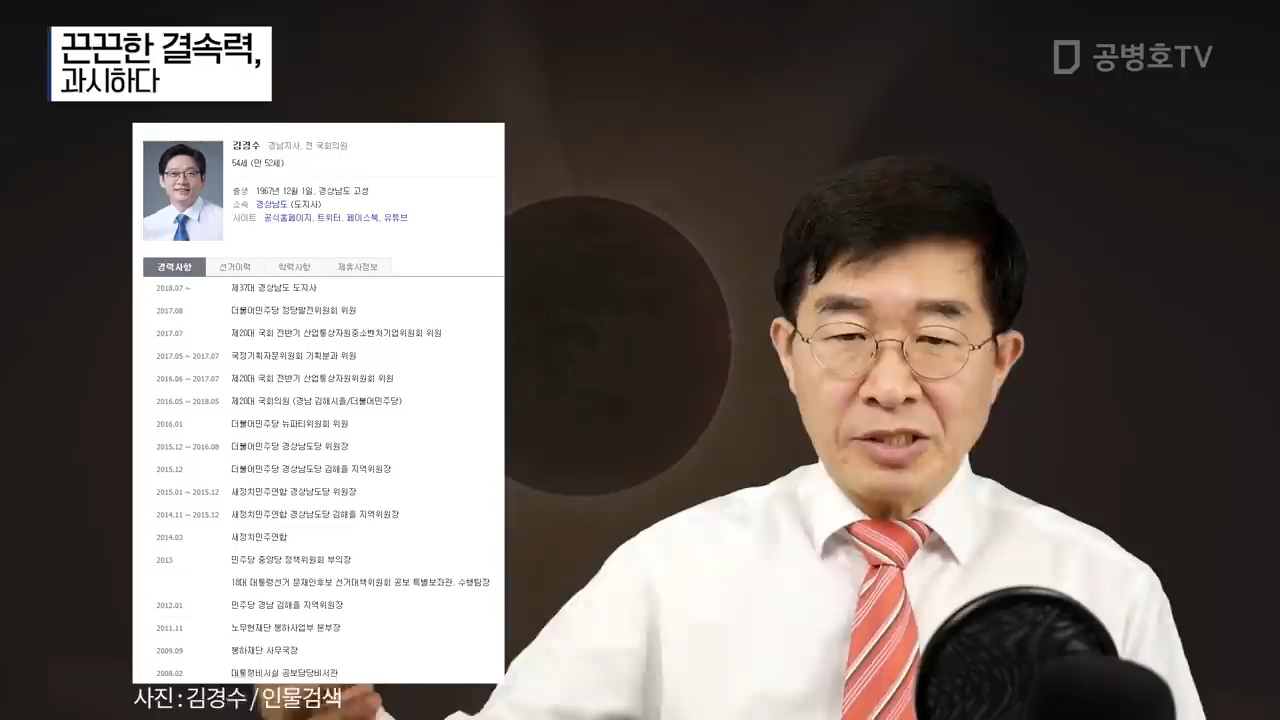 끈끈한 결속력,
과시하다
공병호TV
김경수 경남지사, 전 국회의원
54세 (만 52세)
출생 1967년 12월 1일, 경상남도 고성
소속 경상남도 (도지사)
사이트 공식홈페이지, 트위터, 페이스북, 유튜브
경력사항 선거이력 학력사항 제휴사정보
2018.07 ~ 제37대 경상남도 도지사
2017.08 더불어민주당 정당발전위원회 위원
2017.07 제20대 국회 전반기 산업통상자원중소벤처기업위원회 위원
2017.05 ~ 2017.07 국정기획자문위원회 기획분과 위원
2016.06 ~ 2017.07 제20대 국회 전반기 산업통상자원위원회 위원
2016.05 ~ 2018.05 제20대 국회의원 (경남 김해시을/더불어민주당)
2016.01 더불어민주당 뉴파티위원회 위원
2015.12 ~ 2016.08 더불어민주당 경상남도당 위원장
2015.12 더불어민주당 경상남도당 김해을 지역위원장
2015.01 ~ 2015.12 새정치민주연합 경상남도당 위원장
2014.11 ~ 2015.12 새정치민주연합 경상남도당 김해을 지역위원장
2014.03 새정치민주연합
2013 민주당 중앙당 정책위원회 부의장
18대 대통령선거 문재인후보 선거대책위원회 공보 특별보좌관, 수행팀장
2012.01 민주당 경남 김해을 지역위원장
2011.11 노무현재단 봉하사업부 본부장
2009.09 봉하재단 사무국장
2008.02 대통령비서실 공보담당비서관
사진 : 김경수 / 인물검색